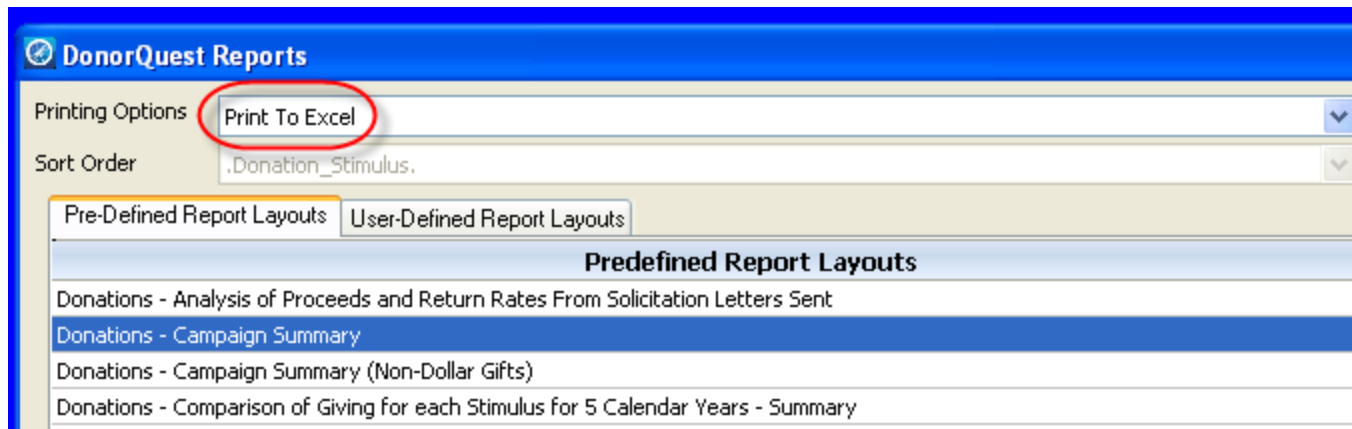 DonorQuest Reports
Printing Options Print To Excel
Sort Order .Donation_Stimulus.
Pre-Defined Report Layouts User-Defined Report Layouts
Predefined Report Layouts
Donations - Analysis of Proceeds and Return Rates From Solicitation Letters Sent
Donations - Campaign Summary
Donations - Campaign Summary (Non-Dollar Gifts)
Donations - Comparison of Giving for each Stimulus for 5 Calendar Years - Summary